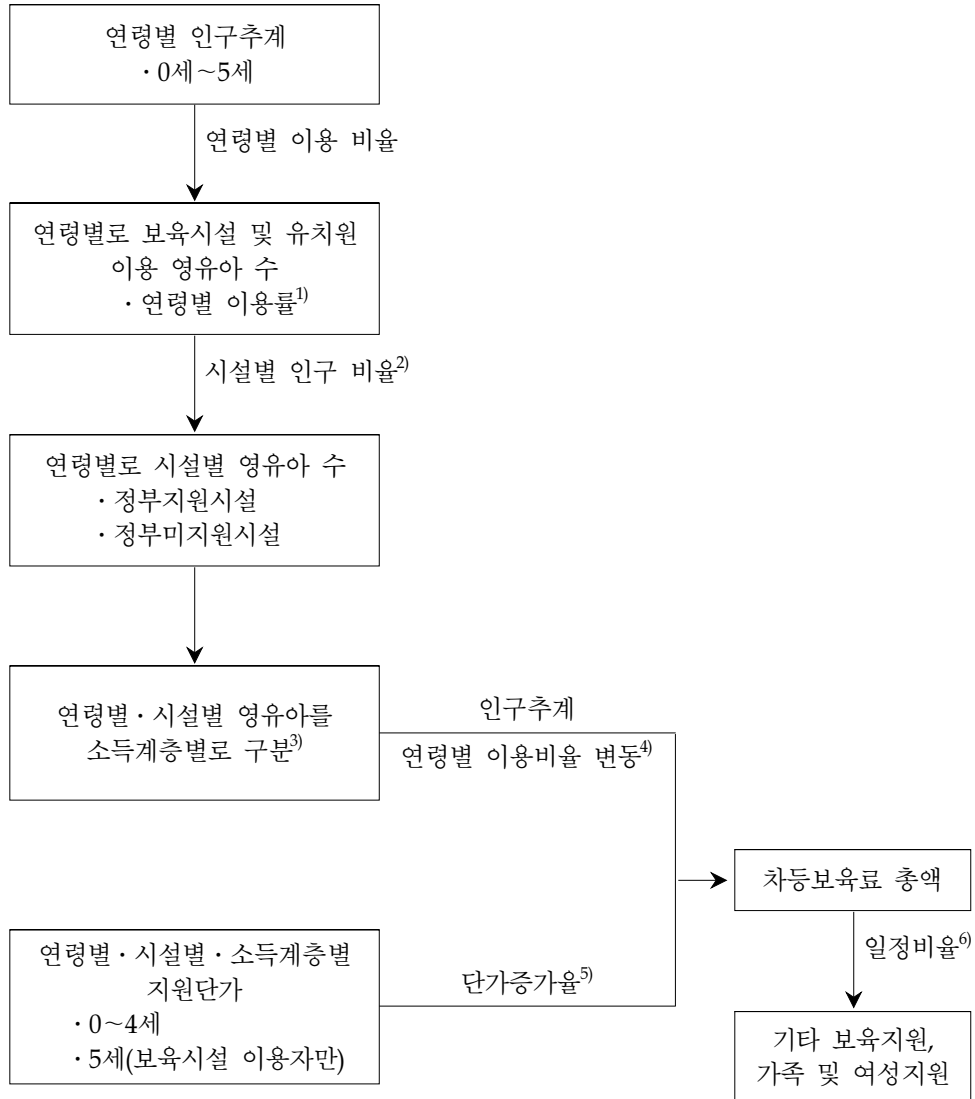 연령별 인구추계
· 0세~5세
연령별 이용 비율
연령별로 보육시설 및 유치원
이용 영유아 수
· 연령별 이용률1)
시설별 인구 비율2)
연령별로 시설별 영유아 수
· 정부지원시설
· 정부미지원시설
연령별·시설별 영유아를
소득계층별로 구분3)
인구추계
연령별 이용비율 변동4)
차등보육료 총액
연령별·시설별·소득계층별
지원단가
· 0~4세
· 5세(보육시설 이용자만)
단가증가율5)
일정비율6)
기타 보육지원,
가족 및 여성지원